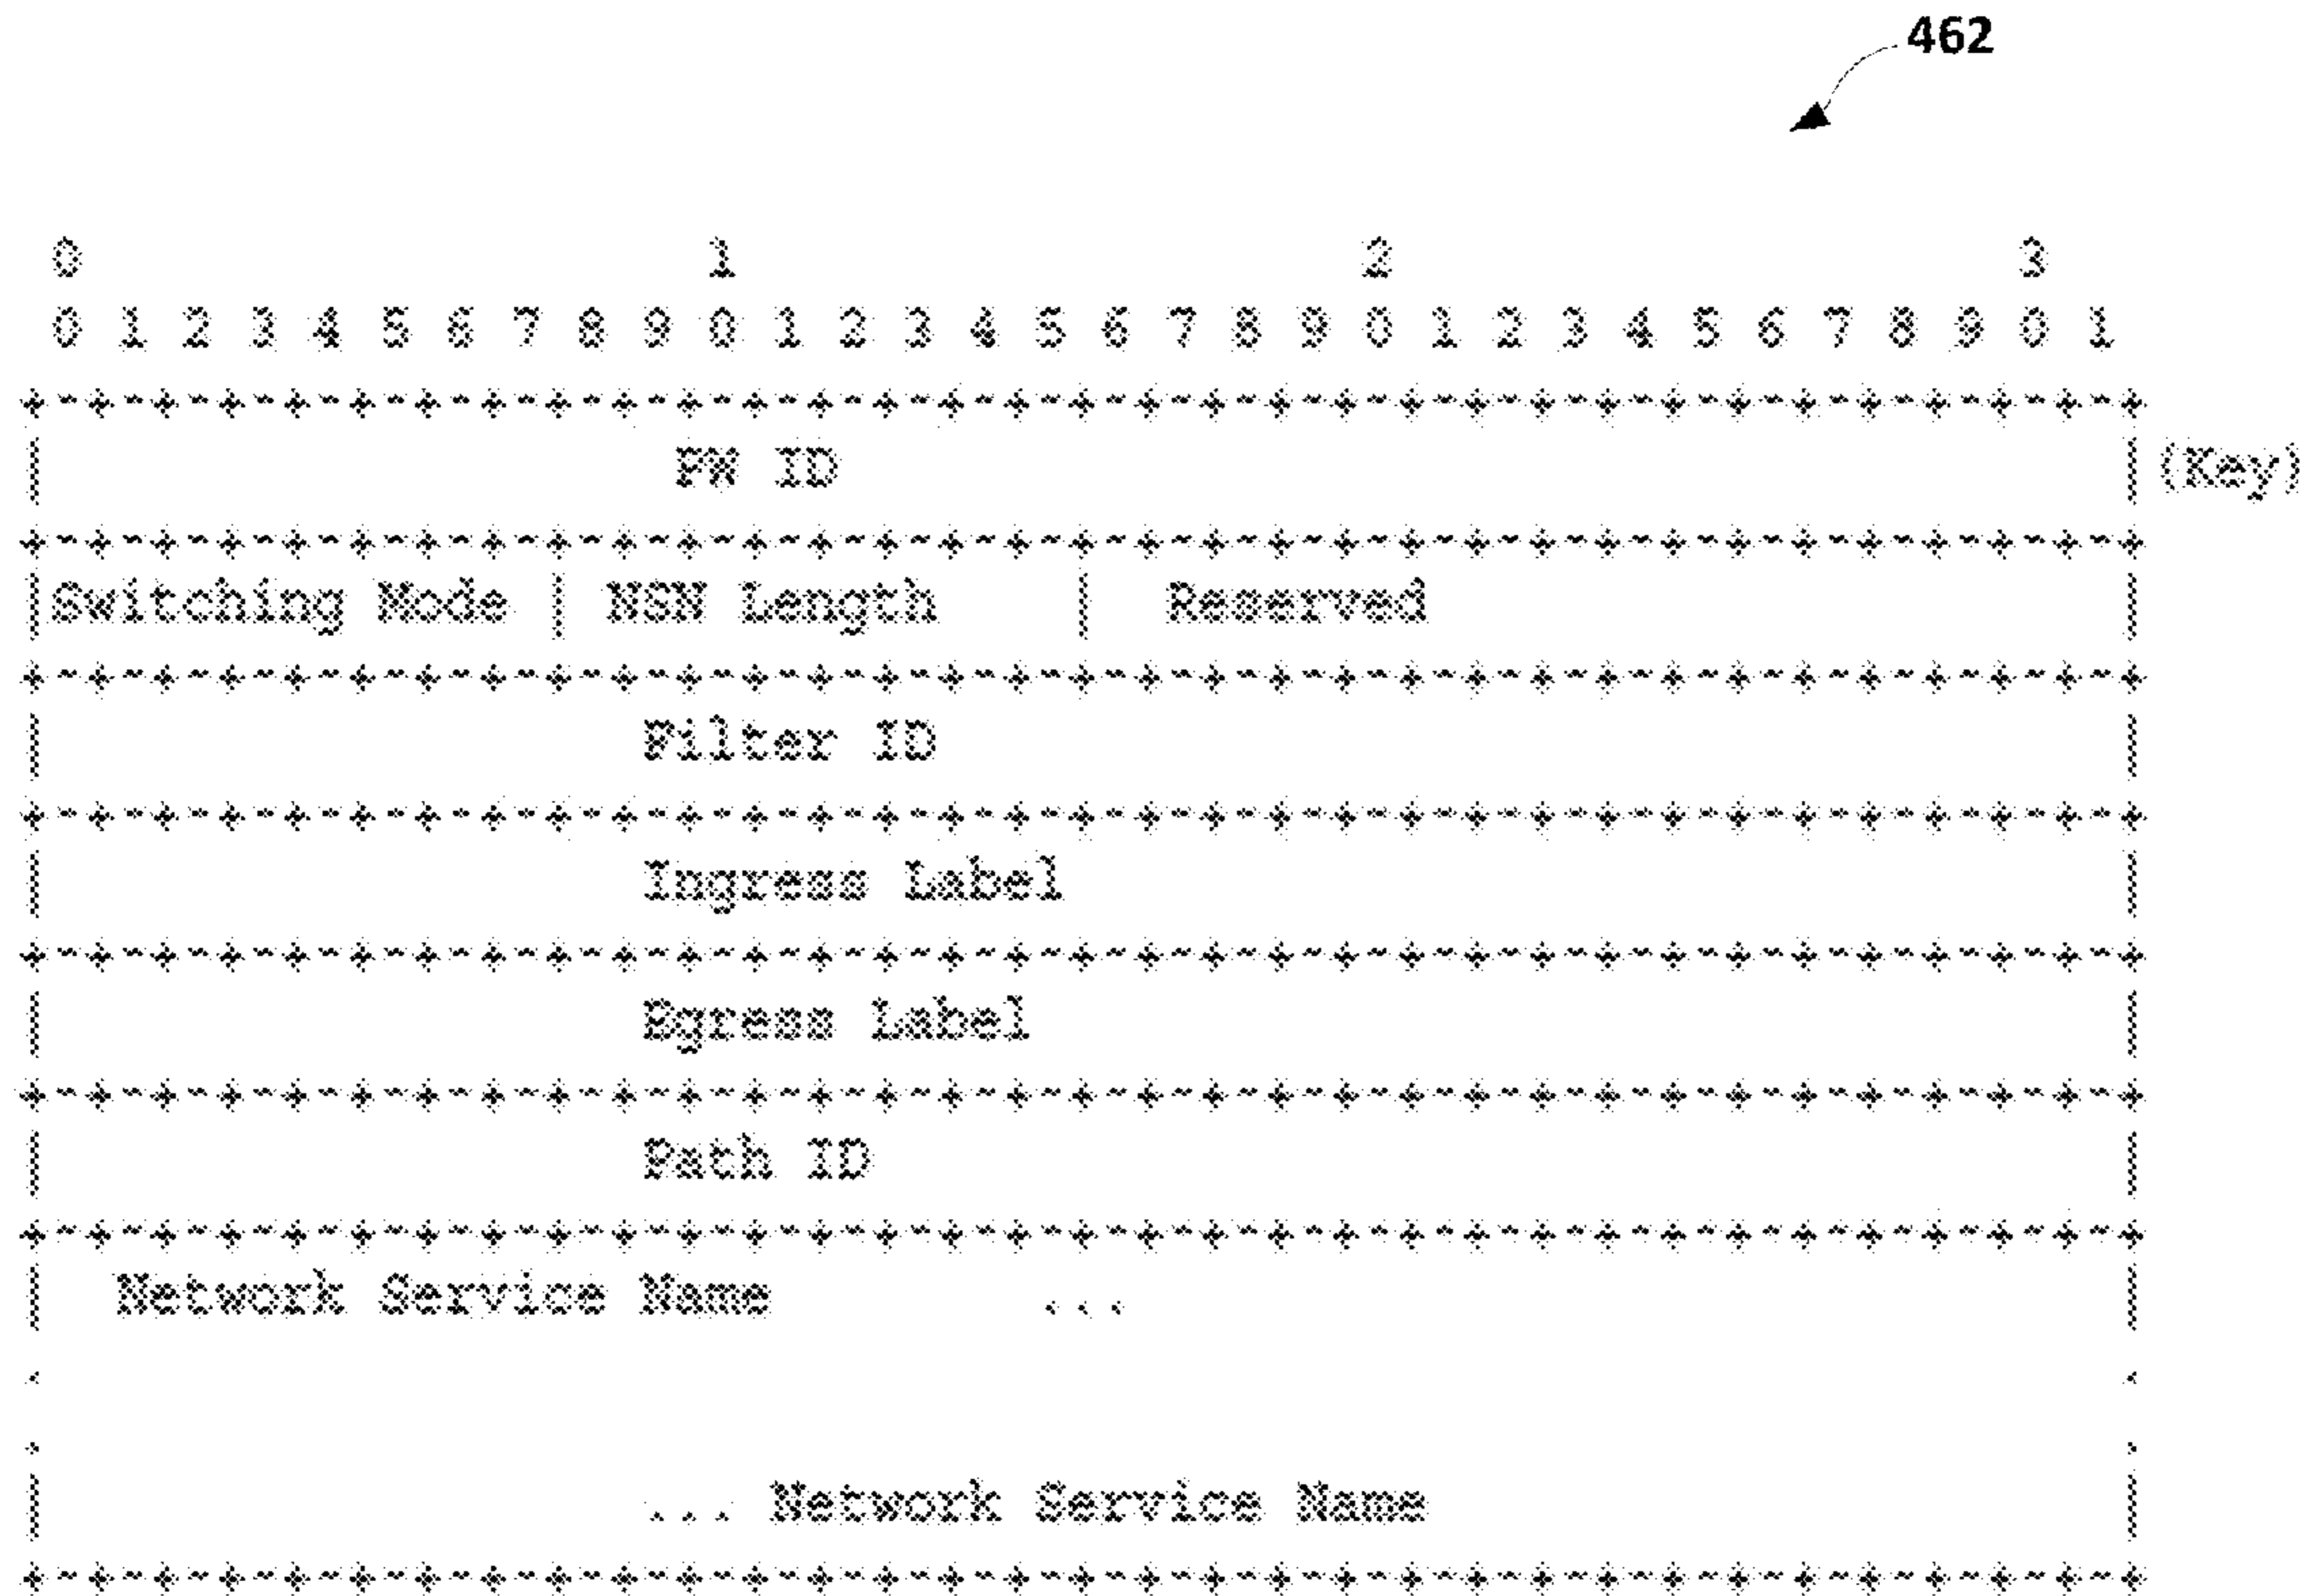 462
0 1 2 3
0 1 2 3 4 5 6 7 8 9 0 1 2 3 4 5 6 7 8 9 0 1 2 3 4 5 6 7 8 9 0 1
+-+-+-+-+-+-+-+-+-+-+-+-+-+-+-+-+-+-+-+-+-+-+-+-+-+-+-+-+-+-+-+-+
| PW ID | (Key)
+-+-+-+-+-+-+-+-+-+-+-+-+-+-+-+-+-+-+-+-+-+-+-+-+-+-+-+-+-+-+-+-+
|Switching Mode | NSN Length | Reserved |
+-+-+-+-+-+-+-+-+-+-+-+-+-+-+-+-+-+-+-+-+-+-+-+-+-+-+-+-+-+-+-+-+
| Filter ID |
+-+-+-+-+-+-+-+-+-+-+-+-+-+-+-+-+-+-+-+-+-+-+-+-+-+-+-+-+-+-+-+-+
| Ingress Label |
+-+-+-+-+-+-+-+-+-+-+-+-+-+-+-+-+-+-+-+-+-+-+-+-+-+-+-+-+-+-+-+-+
| Egress Label |
+-+-+-+-+-+-+-+-+-+-+-+-+-+-+-+-+-+-+-+-+-+-+-+-+-+-+-+-+-+-+-+-+
| Path ID |
+-+-+-+-+-+-+-+-+-+-+-+-+-+-+-+-+-+-+-+-+-+-+-+-+-+-+-+-+-+-+-+-+
| Network Service Name ... |
. .
. .
| ... Network Service Name |
+-+-+-+-+-+-+-+-+-+-+-+-+-+-+-+-+-+-+-+-+-+-+-+-+-+-+-+-+-+-+-+-+